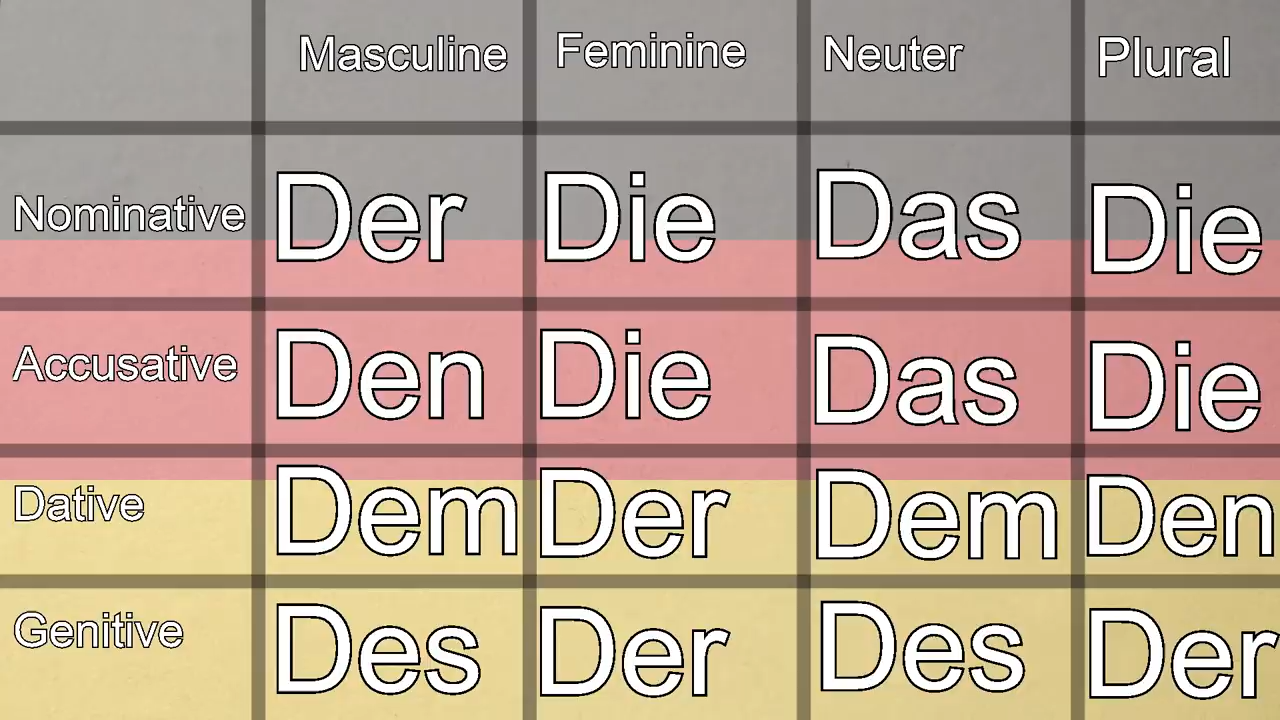 Masculine Feminine Neuter Plural
Nominative Der Die Das Die
Accusative Den Die Das Die
Dative Dem Der Dem Den
Genitive Des Der Des Der